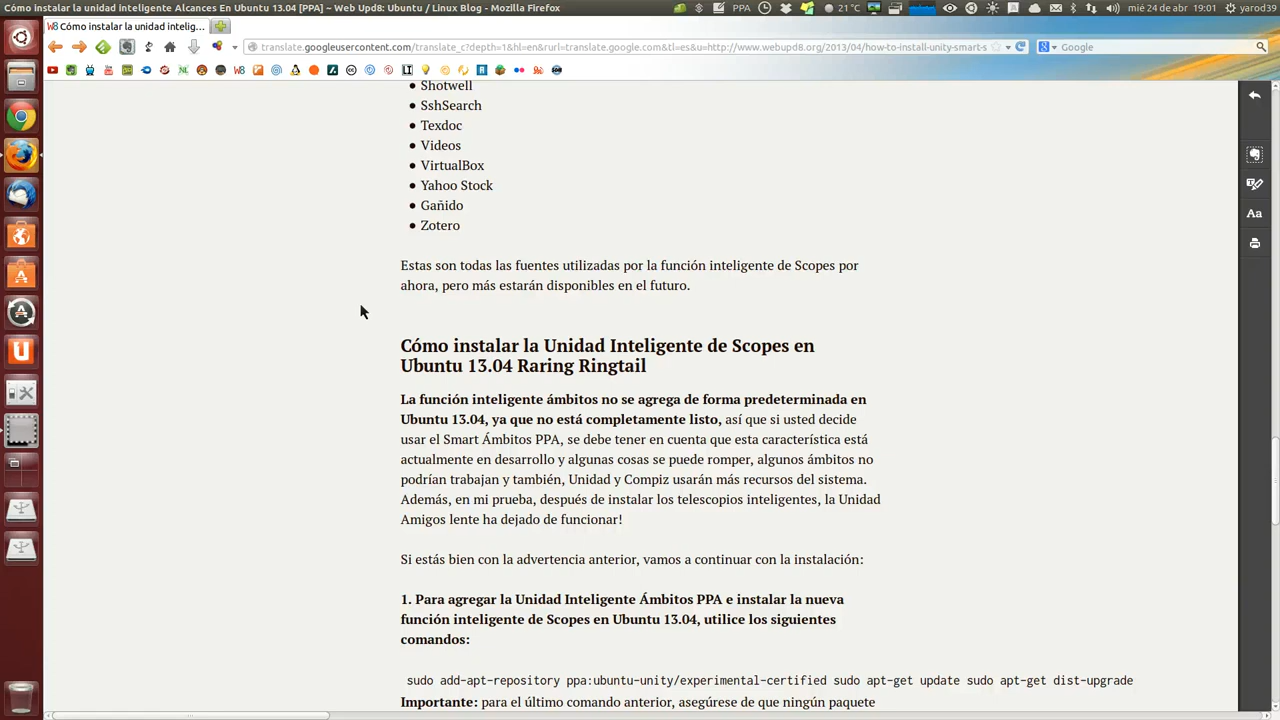 Cómo instalar la unidad inteligente Alcances En Ubuntu 13.04 [PPA] ~ Web Upd8: Ubuntu / Linux Blog - Mozilla Firefox
PPA
21 °C
mié 24 de abr
19:01
yarod39
W8 Cómo instalar la unidad intelig...
translate.googleusercontent.com/translate_c?depth=1&hl=en&rurl=translate.google.com&tl=es&u=http://www.webupd8.org/2013/04/how-to-install-unity-smart-s
Google
• Shotwell
• SshSearch
• Texdoc
• Videos
• VirtualBox
• Yahoo Stock
• Gañido
• Zotero
Estas son todas las fuentes utilizadas por la función inteligente de Scopes por
ahora, pero más estarán disponibles en el futuro.
Cómo instalar la Unidad Inteligente de Scopes en
Ubuntu 13.04 Raring Ringtail
La función inteligente ámbitos no se agrega de forma predeterminada en
Ubuntu 13.04, ya que no está completamente listo, así que si usted decide
usar el Smart Ámbitos PPA, se debe tener en cuenta que esta característica está
actualmente en desarrollo y algunas cosas se puede romper, algunos ámbitos no
podrían trabajan y también, Unidad y Compiz usarán más recursos del sistema.
Además, en mi prueba, después de instalar los telescopios inteligentes, la Unidad
Amigos lente ha dejado de funcionar!
Si estás bien con la advertencia anterior, vamos a continuar con la instalación:
1. Para agregar la Unidad Inteligente Ámbitos PPA e instalar la nueva
función inteligente de Scopes en Ubuntu 13.04, utilice los siguientes
comandos:
sudo add-apt-repository ppa:ubuntu-unity/experimental-certified sudo apt-get update sudo apt-get dist-upgrade
Importante: para el último comando anterior, asegúrese de que ningún paquete
Aa